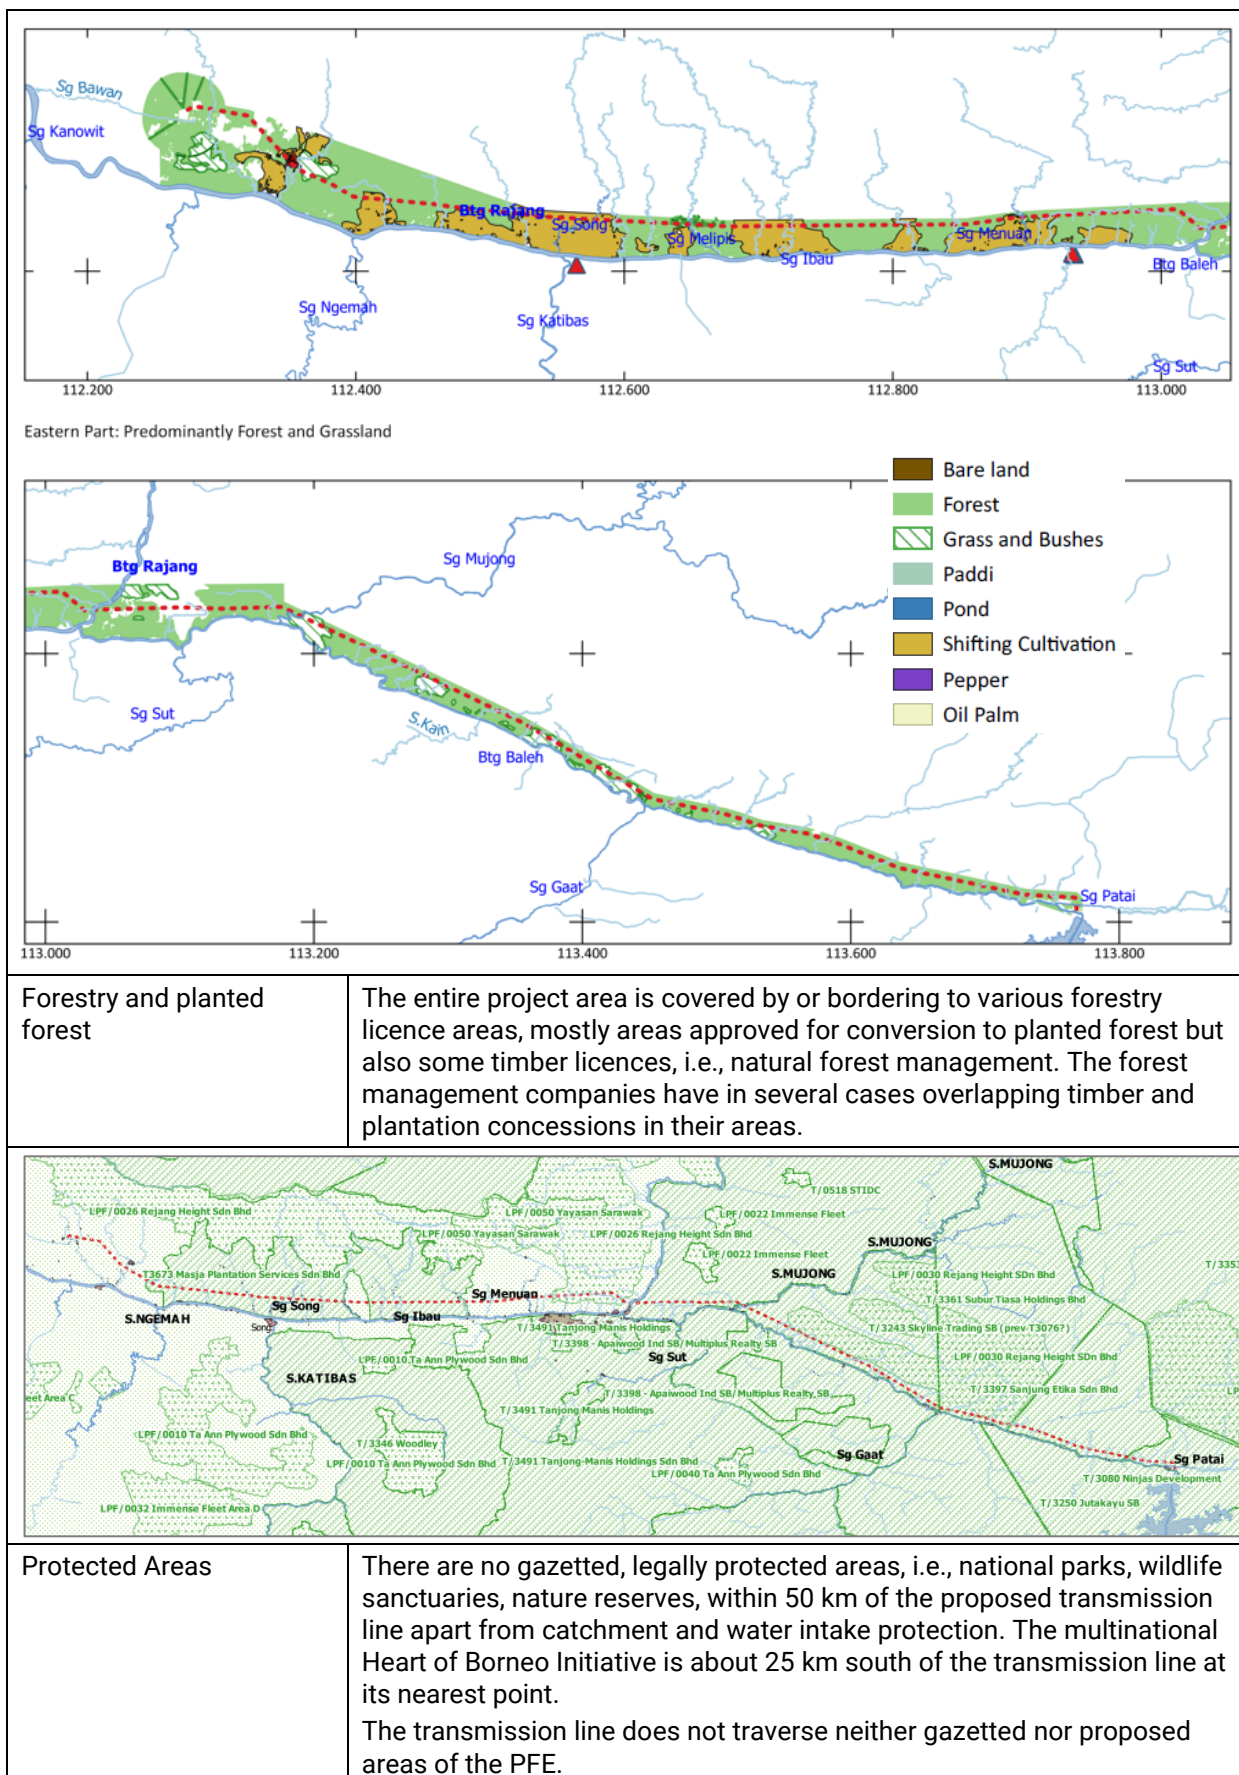 Sg Bawan
Sg Kanowit
Btg Rajang
Sg Song
Sg Melipis
Sg Menuan
Sg Ibau
Btg Baleh
Sg Ngemah
Sg Katibas
Sg Sut
112.200 112.400 112.600 112.800 113.000
Eastern Part: Predominantly Forest and Grassland
Bare land
Forest
Grass and Bushes
Paddi
Pond
Shifting Cultivation
Pepper
Oil Palm
Sg Mujong
Btg Rajang
Sg Sut
S.Kain
Btg Baleh
Sg Gaat
Sg Patai
113.000 113.200 113.400 113.600 113.800
Forestry and planted
forest
The entire project area is covered by or bordering to various forestry
licence areas, mostly areas approved for conversion to planted forest but
also some timber licences, i.e., natural forest management. The forest
management companies have in several cases overlapping timber and
plantation concessions in their areas.
S.MUJONG
T/0518 STIDC
LPF/0026 Rejang Height Sdn Bhd
LPF/0050 Yayasan Sarawak
LPF/0022 Immense Fleet
LPF/0050 Yayasan Sarawak
LPF/0026 Rejang Height Sdn Bhd
S.MUJONG
LPF/0022 Immense Fleet
T/3353
S.MUJONG
T3673 Masja Plantation Services Sdn Bhd
LPF/0030 Rejang Height SDn Bhd
Sg Menuan
T/3361 Subur Tiasa Holdings Bhd
Sg Song
Sg Ibau
S.NGEMAH
Song
T/3491 Tanjong Manis Holdings
T/3243 Skyline Trading SB (prev T3076?)
T/3398 - Apaiwood Ind SB/Multiplus Realty SB
Sg Sut
LPF/0010 Ta Ann Plywood Sdn Bhd
LPF/0030 Rejang Height SDn Bhd
S.KATIBAS
T/3398 - Apaiwood Ind SB/Multiplus Realty SB
T/3397 Sanjung Etika Sdn Bhd
LP
eet Area C
T/3491 Tanjong Manis Holdings
LPF/0010 Ta Ann Plywood Sdn Bhd
T/3346 Woodley
Sg Gaat
LPF/0010 Ta Ann Plywood Sdn Bhd
T/3491 Tanjong-Manis Holdings Sdn Bhd
LPF/0040 Ta Ann Plywood Sdn Bhd
Sg Patai
T/3080 Ninjas Development
LPF/0032 Immense Fleet Area D
T/3250 Jutakayu SB
Protected Areas
There are no gazetted, legally protected areas, i.e., national parks, wildlife
sanctuaries, nature reserves, within 50 km of the proposed transmission
line apart from catchment and water intake protection. The multinational
Heart of Borneo Initiative is about 25 km south of the transmission line at
its nearest point.
The transmission line does not traverse neither gazetted nor proposed
areas of the PFE.